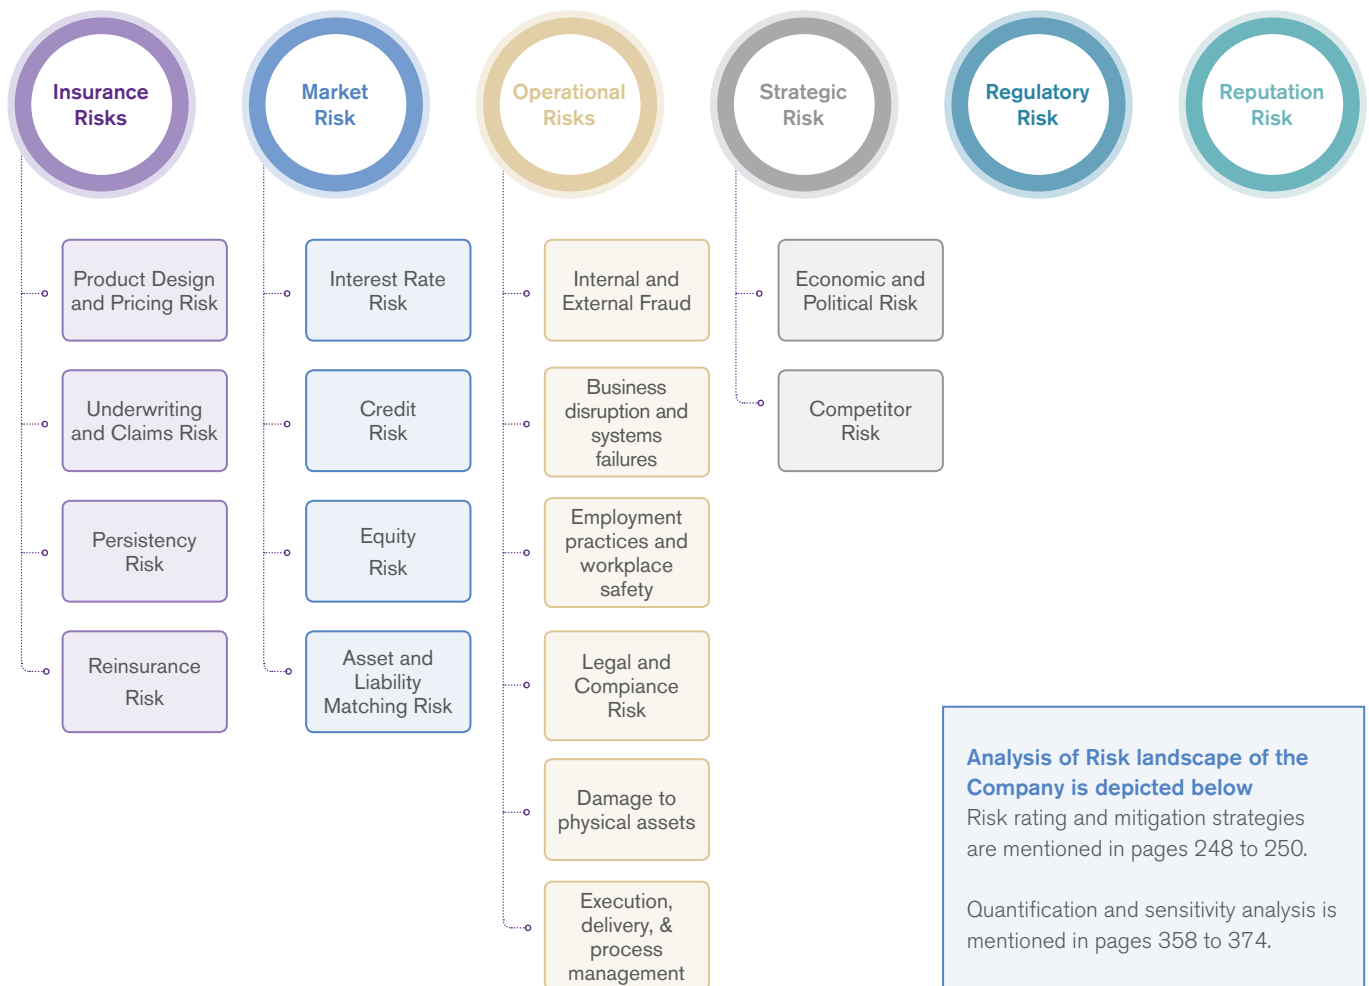 Insurance
Risks
Market
Risk
Operational
Risks
Strategic
Risk
Regulatory
Risk
Reputation
Risk
Product Design
and Pricing Risk
Underwriting
and Claims Risk
Persistency
Risk
Reinsurance
Risk
Interest Rate
Risk
Credit
Risk
Equity
Risk
Asset and
Liability
Matching Risk
Internal and
External Fraud
Business
disruption and
systems
failures
Employment
practices and
workplace
safety
Legal and
Compiance
Risk
Damage to
physical assets
Execution,
delivery, &
process
management
Economic and
Political Risk
Competitor
Risk
Analysis of Risk landscape of the
Company is depicted below
Risk rating and mitigation strategies
are mentioned in pages 248 to 250.
Quantification and sensitivity analysis is
mentioned in pages 358 to 374.